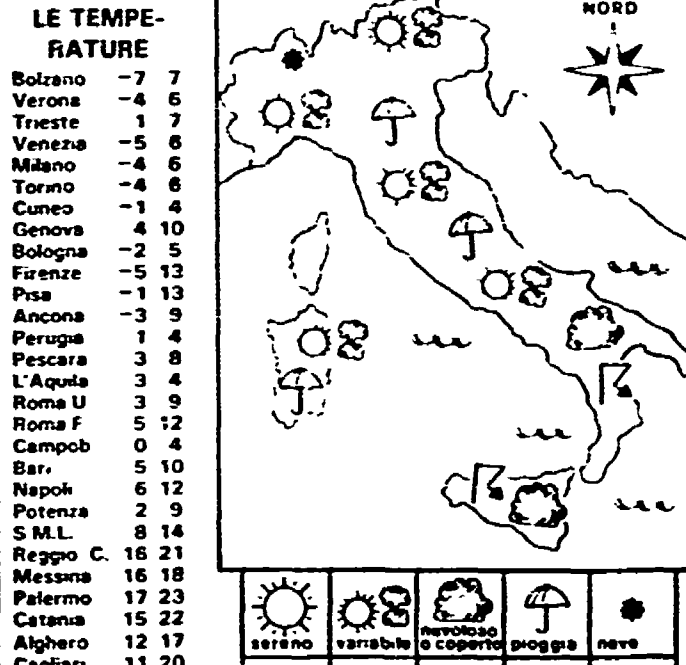 LE TEMPE-
RATURE
Bolzano -7 7
Verona -4 6
Trieste 1 7
Venezia -5 6
Milano -4 6
Torino -4 6
Cuneo -1 4
Genova 4 10
Bologna -2 5
Firenze -5 13
Pisa -1 13
Ancona -3 9
Perugia 1 4
Pescara 3 8
L'Aquila 3 4
Roma U 3 9
Roma F 5 12
Campob 0 4
Bari 5 10
Napoli 6 12
Potenza 2 9
S M.L. 8 14
Reggio C. 16 21
Messina 16 18
Palermo 17 23
Catania 15 22
Alghero 12 17
Cagliari 11 20
NORD
sereno
variabile
nuvoloso
o coperto
pioggia
neve